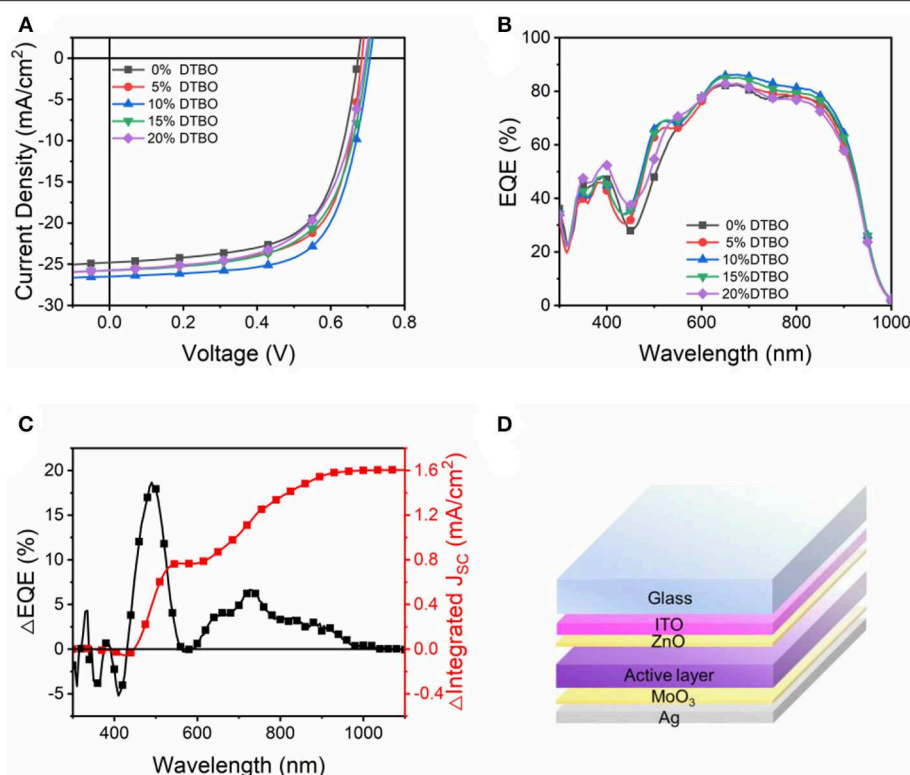 A
Current Density (mA/cm²)
0
-5
-10
-15
-20
-25
-30
0% DTBO
5% DTBO
10% DTBO
15% DTBO
20% DTBO
0.0
0.2
0.4
0.6
0.8
Voltage (V)
B
EQE (%)
100
80
60
40
20
0
0% DTBO
5% DTBO
10%DTBO
15%DTBO
20%DTBO
400
600
800
1000
Wavelength (nm)
C
△EQE (%)
20
15
10
5
0
-5
△Integrated JSC (mA/cm²)
1.6
1.2
0.8
0.4
0.0
-0.4
400
600
800
1000
Wavelength (nm)
D
Glass
ITO
ZnO
Active layer
MoO₃
Ag